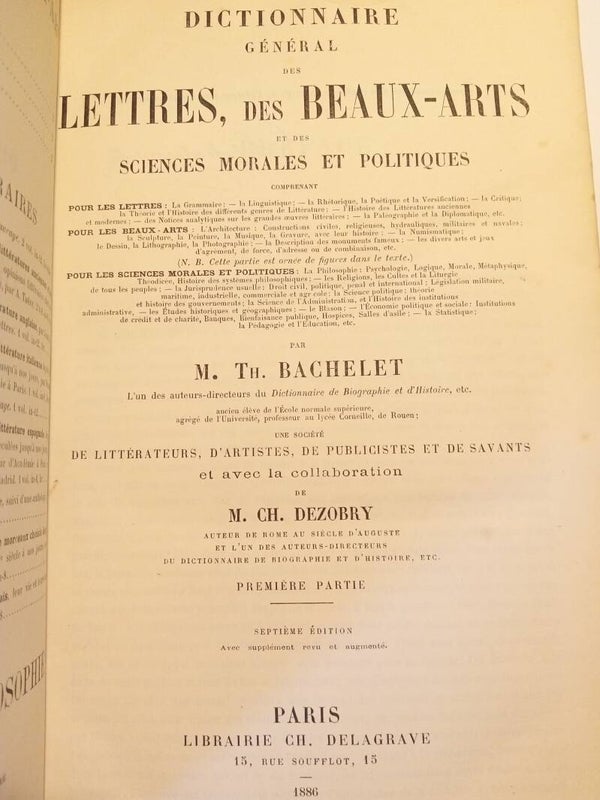 DICTIONNAIRE
GÉNÉRAL
DES
LETTRES, DES BEAUX-ARTS
ET DES
SCIENCES MORALES ET POLITIQUES
COMPRENANT
POUR LES LETTRES : La Grammaire; — la Linguistique; — la Rhétorique, la Poétique et la Versification; — la Critique;
la Théorie et l'Histoire des différents genres de Littérature; — l'Histoire des Littératures anciennes
et modernes; — des Notices analytiques sur les grandes œuvres littéraires; — la Paléographie et la Diplomatique, etc.
POUR LES BEAUX-ARTS : L'Architecture : Constructions civiles, religieuses, hydrauliques, militaires et navales;
la Sculpture, la Peinture, la Musique, la Gravure, avec leur histoire; — la Numismatique;
le Dessin, la Lithographie, la Photographie; — la Description des monuments fameux; — les divers arts et jeux
d'agrément, de force, d'adresse ou de combinaison, etc.
(N. B. Cette partie est ornée de figures dans le texte.)
POUR LES SCIENCES MORALES ET POLITIQUES : La Philosophie : Psychologie, Logique, Morale, Métaphysique,
Théodicée, Histoire des systèmes philosophiques; — les Religions, les Cultes et la Liturgie
de tous les peuples; — la Jurisprudence usuelle : Droit civil, politique, pénal et international; Législation militaire,
maritime, industrielle, commerciale et agricole; la Science politique : théorie
et histoire des gouvernements; la Science de l'Administration, et l'Histoire des institutions
administrative, — les Études historiques et géographiques; — le Blason; — l'Économie politique et sociale : Institutions
de crédit et de charité, Banques, Bienfaisance publique, Hospices, Salles d'asile; — la Statistique;
la Pédagogie et l'Éducation, etc.
PAR
M. TH. BACHELET
L'un des auteurs-directeurs du Dictionnaire de Biographie et d'Histoire, etc.
ancien élève de l'École normale supérieure,
agrégé de l'Université, professeur au lycée Corneille, de Rouen;
UNE SOCIÉTÉ
DE LITTÉRATEURS, D'ARTISTES, DE PUBLICISTES ET DE SAVANTS
et avec la collaboration
DE
M. CH. DEZOBRY
AUTEUR DE ROME AU SIÈCLE D'AUGUSTE
ET L'UN DES AUTEURS-DIRECTEURS
DU DICTIONNAIRE DE BIOGRAPHIE ET D'HISTOIRE, ETC.
PREMIÈRE PARTIE
SEPTIÈME ÉDITION
Avec supplément revu et augmenté.
PARIS
LIBRAIRIE CH. DELAGRAVE
15, RUE SOUFFLOT, 15
1886